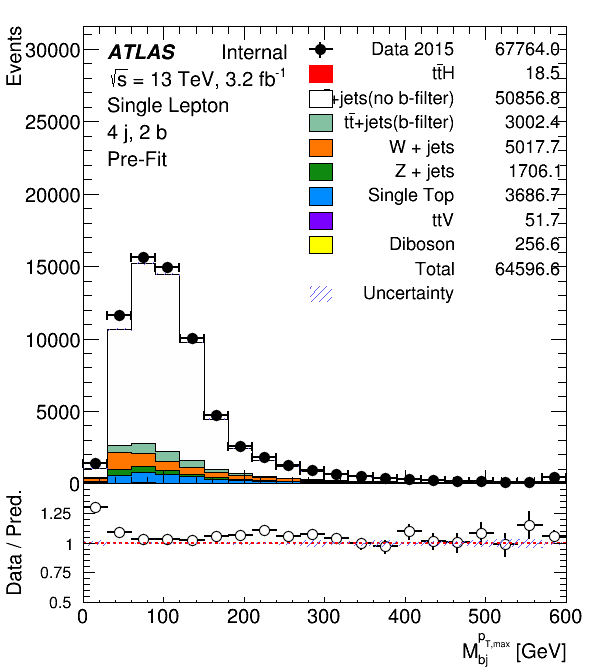 Events
30000
25000
20000
15000
10000
5000
0
ATLAS Internal
√s = 13 TeV, 3.2 fb⁻¹
Single Lepton
4 j, 2 b
Pre-Fit
Data 2015 67764.0
tt̄H 18.5
+jets(no b-filter) 50856.8
tt̄+jets(b-filter) 3002.4
W + jets 5017.7
Z + jets 1706.1
Single Top 3686.7
ttV 51.7
Diboson 256.6
Total 64596.6
Uncertainty
Data / Pred.
1.25
1
0.75
0.5
0 100 200 300 400 500 600
M_bj^pT,max [GeV]